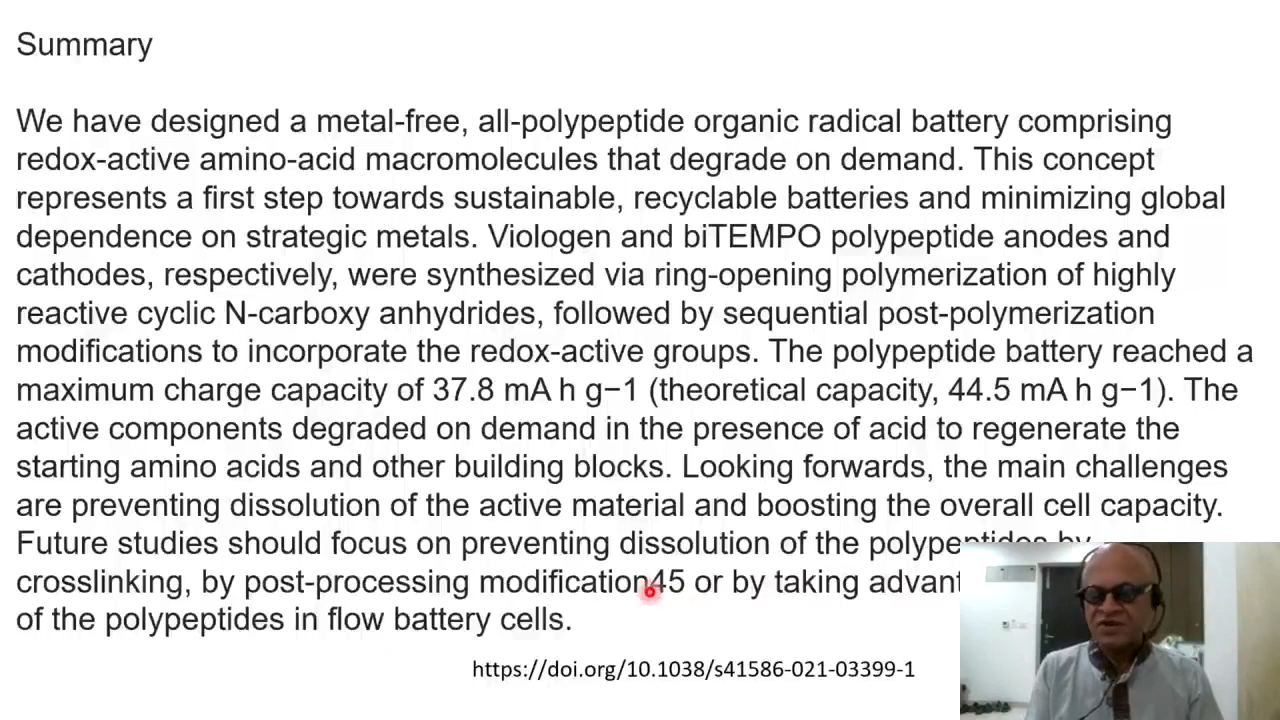 Summary
We have designed a metal-free, all-polypeptide organic radical battery comprising
redox-active amino-acid macromolecules that degrade on demand. This concept
represents a first step towards sustainable, recyclable batteries and minimizing global
dependence on strategic metals. Viologen and biTEMPO polypeptide anodes and
cathodes, respectively, were synthesized via ring-opening polymerization of highly
reactive cyclic N-carboxy anhydrides, followed by sequential post-polymerization
modifications to incorporate the redox-active groups. The polypeptide battery reached a
maximum charge capacity of 37.8 mA h g−1 (theoretical capacity, 44.5 mA h g−1). The
active components degraded on demand in the presence of acid to regenerate the
starting amino acids and other building blocks. Looking forwards, the main challenges
are preventing dissolution of the active material and boosting the overall cell capacity.
Future studies should focus on preventing dissolution of the polypeptides by
crosslinking, by post-processing modification45 or by taking
of the polypeptides in flow battery cells.
https://doi.org/10.1038/s41586-021-03399-1